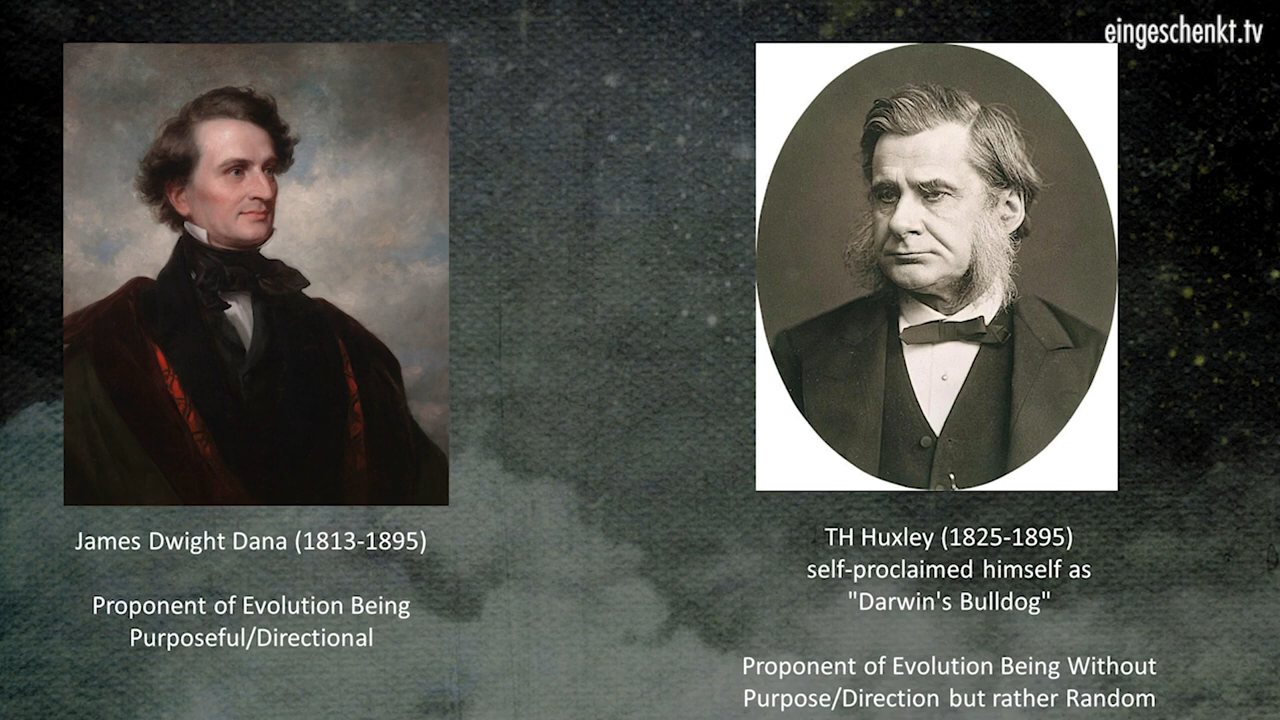 eingeschenkt.tv
James Dwight Dana (1813-1895)
Proponent of Evolution Being
Purposeful/Directional
TH Huxley (1825-1895)
self-proclaimed himself as
"Darwin's Bulldog"
Proponent of Evolution Being Without
Purpose/Direction but rather Random